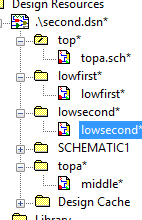 Design Resources
.\second.dsn*
top*
topa.sch*
lowfirst*
lowfirst*
lowsecond*
lowsecond*
SCHEMATIC1
topa*
middle*
Design Cache
Library